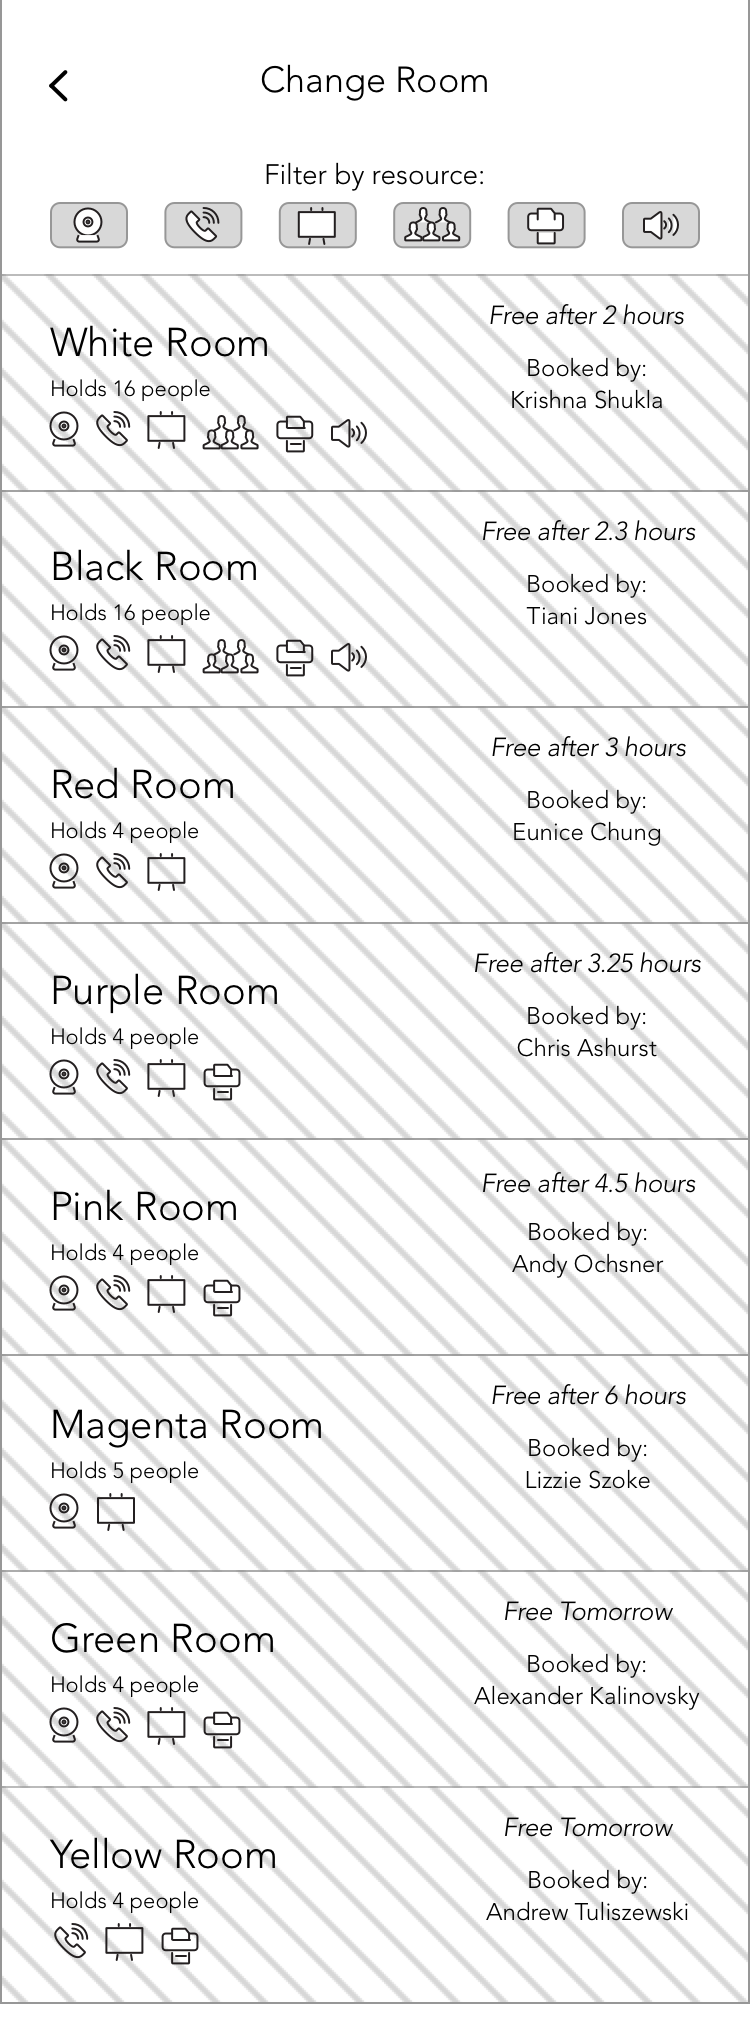 Change Room
Filter by resource:
White Room
Holds 16 people
Free after 2 hours
Booked by:
Krishna Shukla
Black Room
Holds 16 people
Free after 2.3 hours
Booked by:
Tiani Jones
Red Room
Holds 4 people
Free after 3 hours
Booked by:
Eunice Chung
Purple Room
Holds 4 people
Free after 3.25 hours
Booked by:
Chris Ashurst
Pink Room
Holds 4 people
Free after 4.5 hours
Booked by:
Andy Ochsner
Magenta Room
Holds 5 people
Free after 6 hours
Booked by:
Lizzie Szoke
Green Room
Holds 4 people
Free Tomorrow
Booked by:
Alexander Kalinovsky
Yellow Room
Holds 4 people
Free Tomorrow
Booked by:
Andrew Tuliszewski